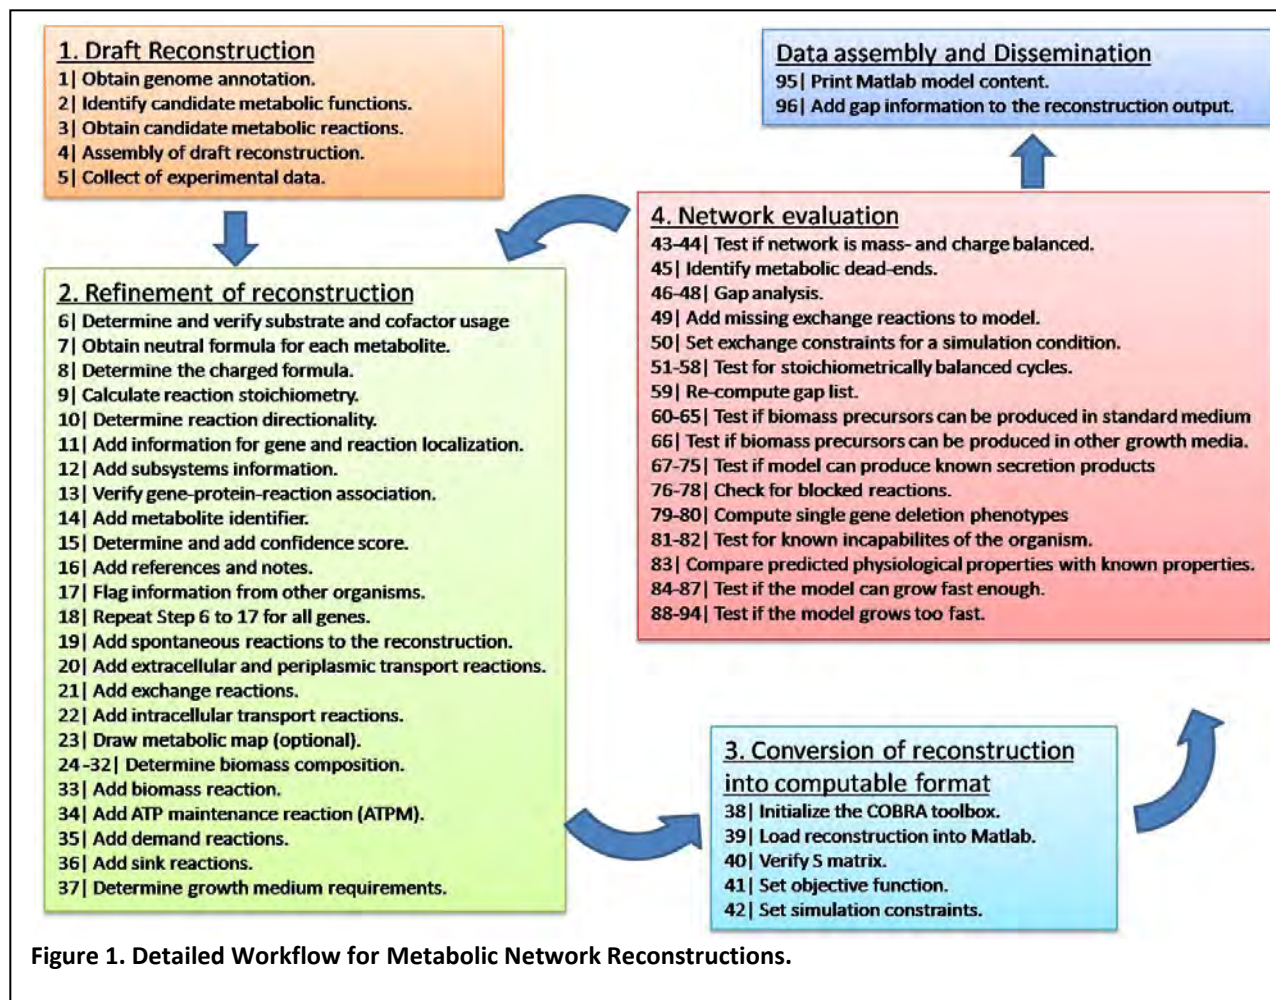 1. Draft Reconstruction
1| Obtain genome annotation.
2| Identify candidate metabolic functions.
3| Obtain candidate metabolic reactions.
4| Assembly of draft reconstruction.
5| Collect of experimental data.
Data assembly and Dissemination
95| Print Matlab model content.
96| Add gap information to the reconstruction output.
2. Refinement of reconstruction
6| Determine and verify substrate and cofactor usage
7| Obtain neutral formula for each metabolite.
8| Determine the charged formula.
9| Calculate reaction stoichiometry.
10| Determine reaction directionality.
11| Add information for gene and reaction localization.
12| Add subsystems information.
13| Verify gene-protein-reaction association.
14| Add metabolite identifier.
15| Determine and add confidence score.
16| Add references and notes.
17| Flag information from other organisms.
18| Repeat Step 6 to 17 for all genes.
19| Add spontaneous reactions to the reconstruction.
20| Add extracellular and periplasmic transport reactions.
21| Add exchange reactions.
22| Add intracellular transport reactions.
23| Draw metabolic map (optional).
24-32| Determine biomass composition.
33| Add biomass reaction.
34| Add ATP maintenance reaction (ATPM).
35| Add demand reactions.
36| Add sink reactions.
37| Determine growth medium requirements.
4. Network evaluation
43-44| Test if network is mass- and charge balanced.
45| Identify metabolic dead-ends.
46-48| Gap analysis.
49| Add missing exchange reactions to model.
50| Set exchange constraints for a simulation condition.
51-58| Test for stoichiometrically balanced cycles.
59| Re-compute gap list.
60-65| Test if biomass precursors can be produced in standard medium
66| Test if biomass precursors can be produced in other growth media.
67-75| Test if model can produce known secretion products
76-78| Check for blocked reactions.
79-80| Compute single gene deletion phenotypes
81-82| Test for known incapabilites of the organism.
83| Compare predicted physiological properties with known properties.
84-87| Test if the model can grow fast enough.
88-94| Test if the model grows too fast.
3. Conversion of reconstruction
into computable format
38| Initialize the COBRA toolbox.
39| Load reconstruction into Matlab.
40| Verify S matrix.
41| Set objective function.
42| Set simulation constraints.
Figure 1. Detailed Workflow for Metabolic Network Reconstructions.